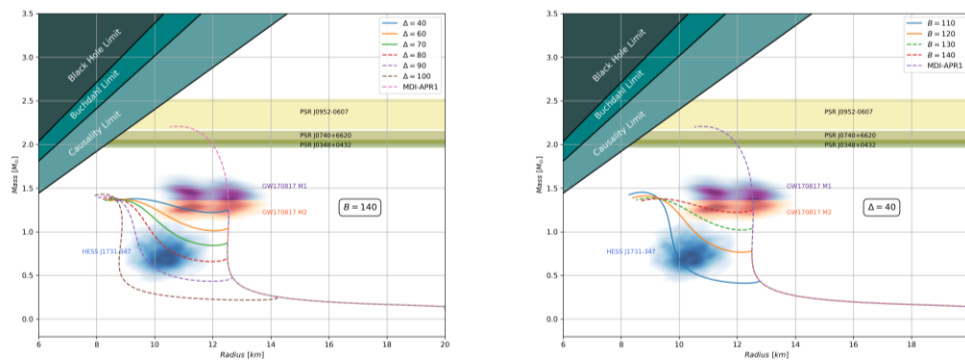 3.5
3.0
2.5
2.0
1.5
1.0
0.5
0.0
Mass [M⊙]
6 8 10 12 14 16 18 20
Radius [km]
Black Hole Limit
Buchdahl Limit
Causality Limit
Δ = 40
Δ = 60
Δ = 70
Δ = 80
Δ = 90
Δ = 100
MDI-APR1
PSR J0952-0607
PSR J0740+6620
PSR J0348+0432
GW170817 M1
GW170817 M2
B = 140
HESS J1731-347
3.5
3.0
2.5
2.0
1.5
1.0
0.5
0.0
Mass [M⊙]
6 8 10 12 14 16 18
Radius [km]
Black Hole Limit
Buchdahl Limit
Causality Limit
B = 110
B = 120
B = 130
B = 140
MDI-APR1
PSR J0952-0607
PSR J0740+6620
PSR J0348+0432
GW170817 M1
GW170817 M2
Δ = 40
HESS J1731-347